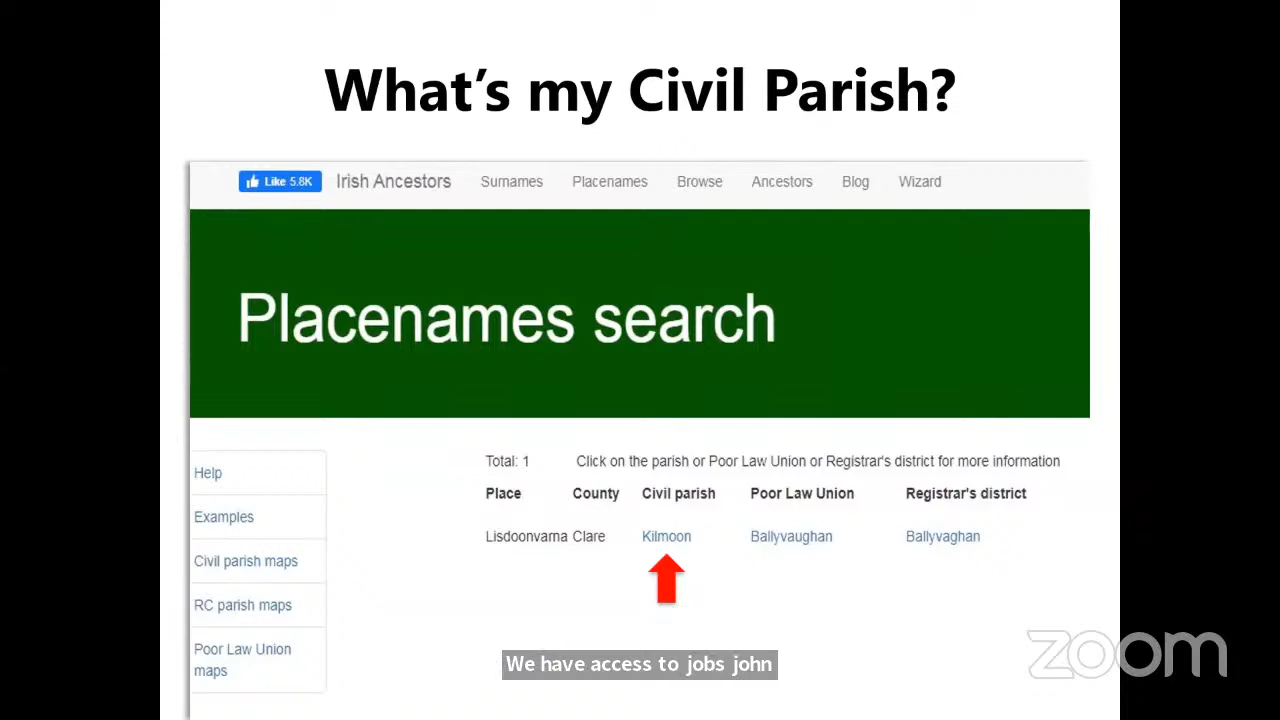 What's my Civil Parish?
Like 5.8K Irish Ancestors Surnames Placenames Browse Ancestors Blog Wizard
Placenames search
Help
Examples
Civil parish maps
RC parish maps
Poor Law Union
maps
Total: 1 Click on the parish or Poor Law Union or Registrar's district for more information
Place County Civil parish Poor Law Union Registrar's district
Lisdoonvarna Clare Kilmoon Ballyvaughan Ballyvaghan
We have access to jobs john
zoom